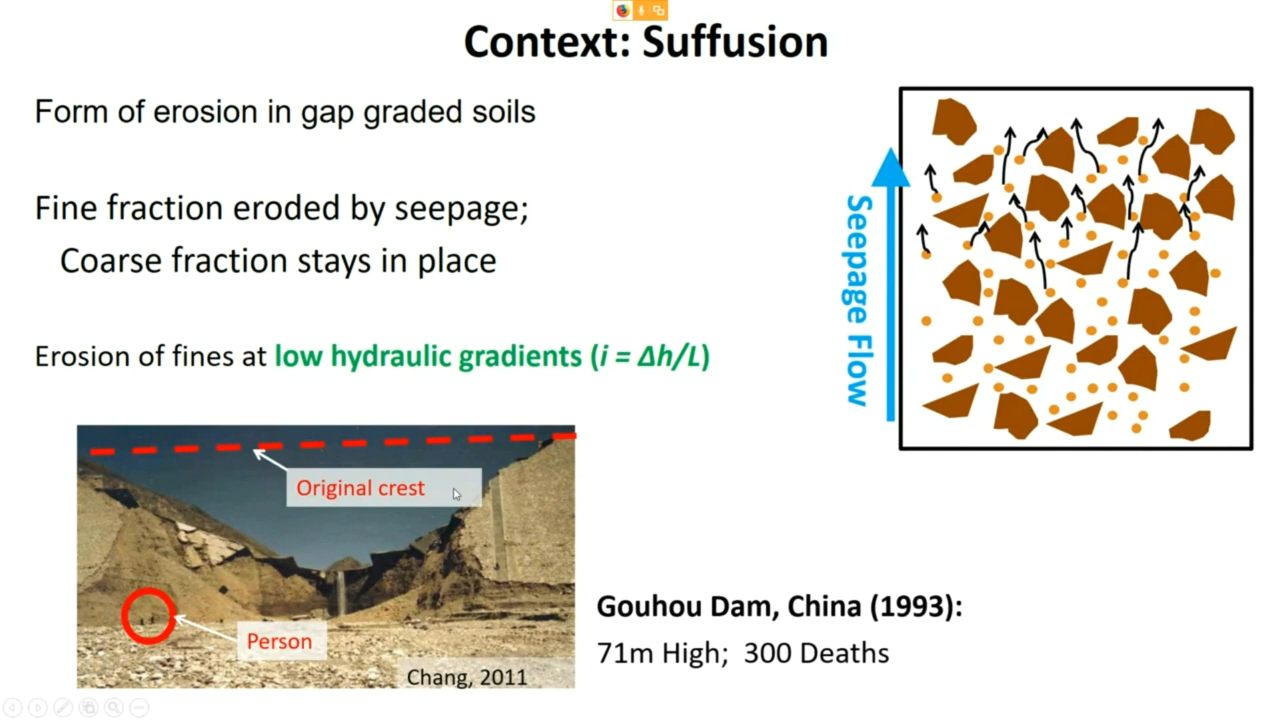 Context: Suffusion
Form of erosion in gap graded soils
Fine fraction eroded by seepage;
Coarse fraction stays in place
Erosion of fines at low hydraulic gradients (i = Δh/L)
Seepage Flow
Original crest
Person
Chang, 2011
Gouhou Dam, China (1993):
71m High; 300 Deaths